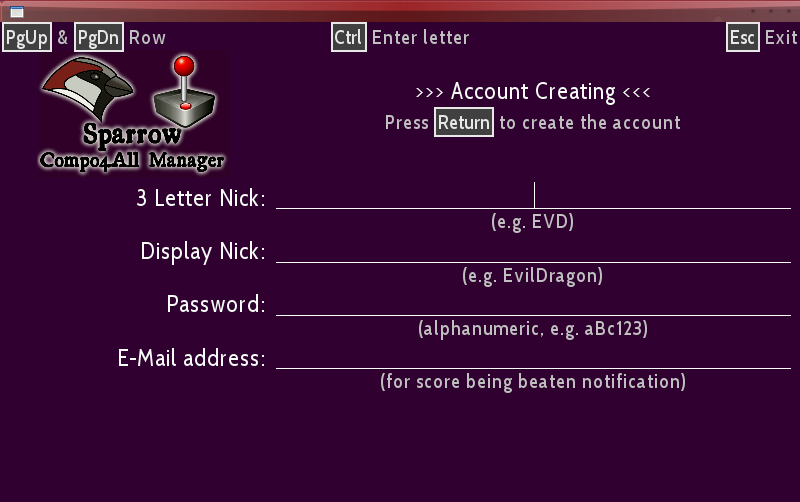 PgUp & PgDn Row
Ctrl Enter letter
Esc Exit
Sparrow
Compo4All Manager
>>> Account Creating <<<
Press Return to create the account
3 Letter Nick:
(e.g. EVD)
Display Nick:
(e.g. EvilDragon)
Password:
(alphanumeric, e.g. aBc123)
E-Mail address:
(for score being beaten notification)